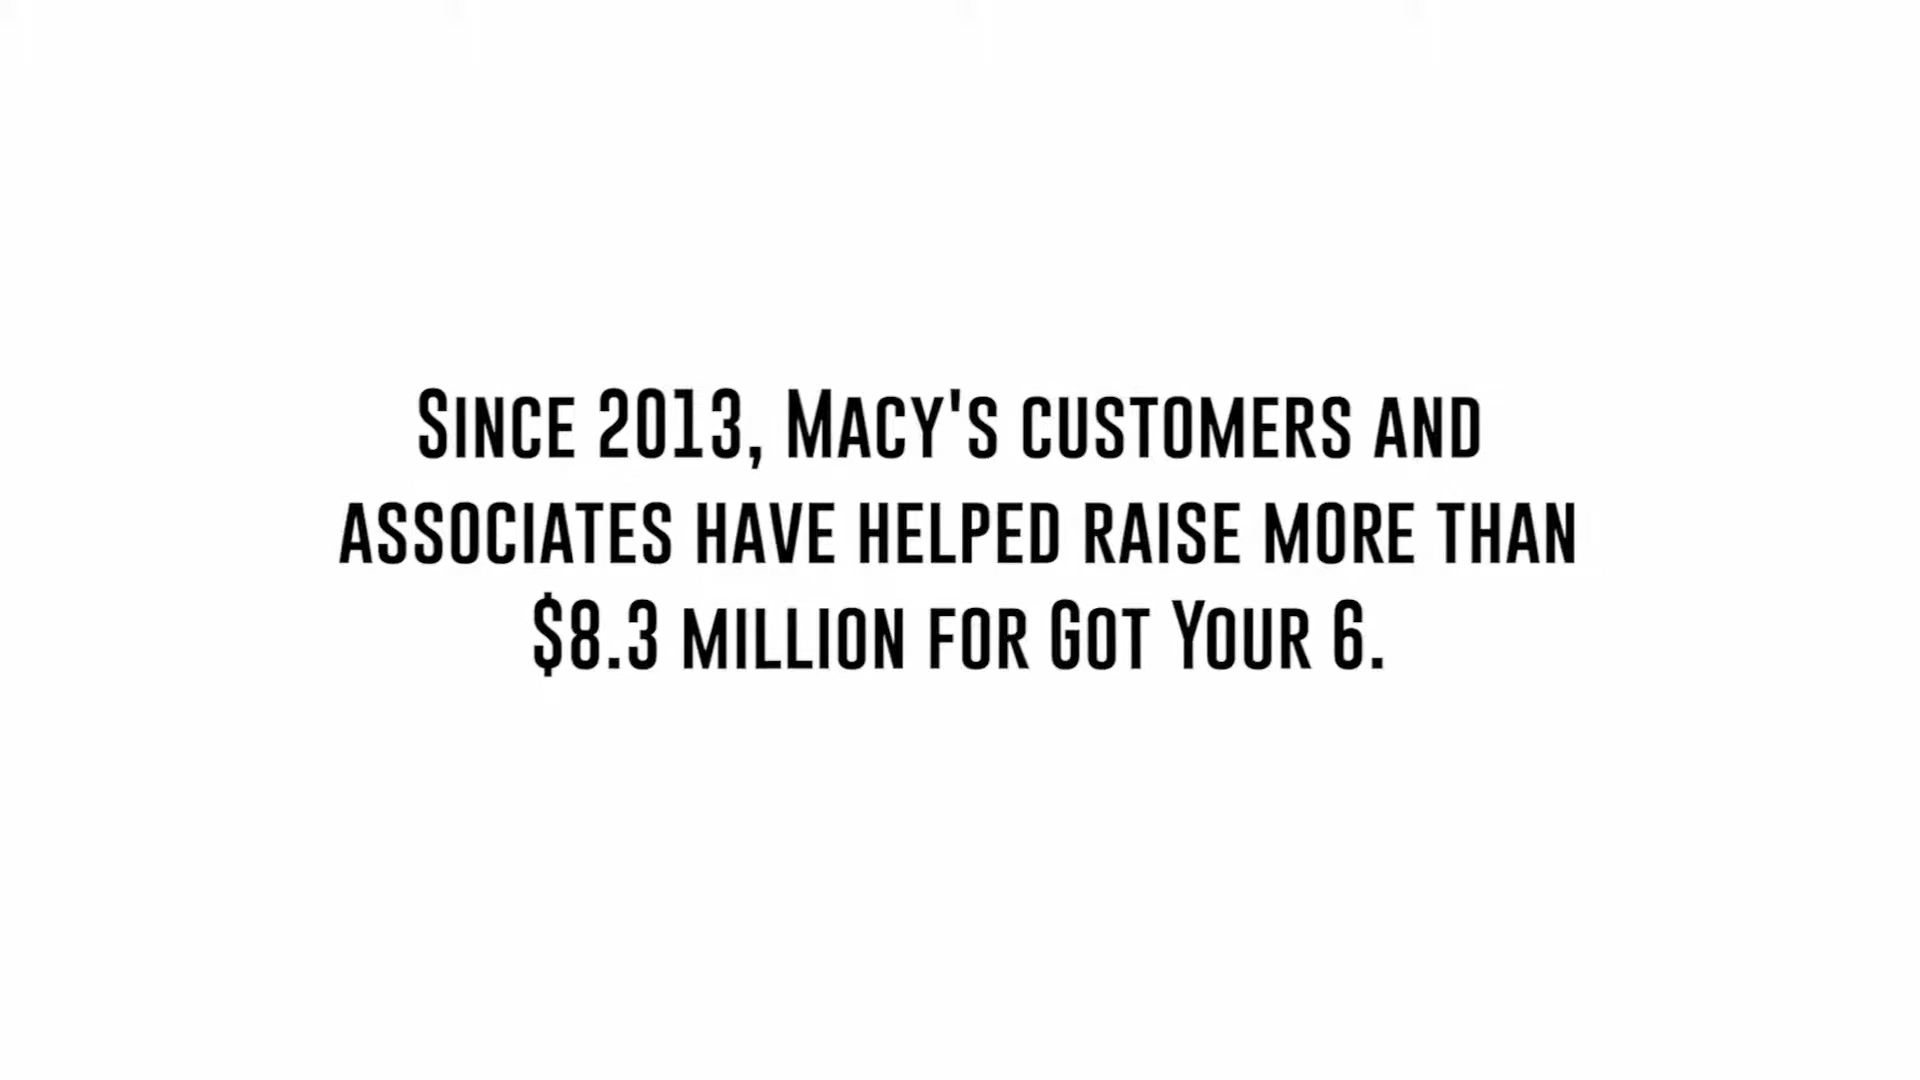 Since 2013, Macy's customers and
associates have helped raise more than
$8.3 million for Got Your 6.